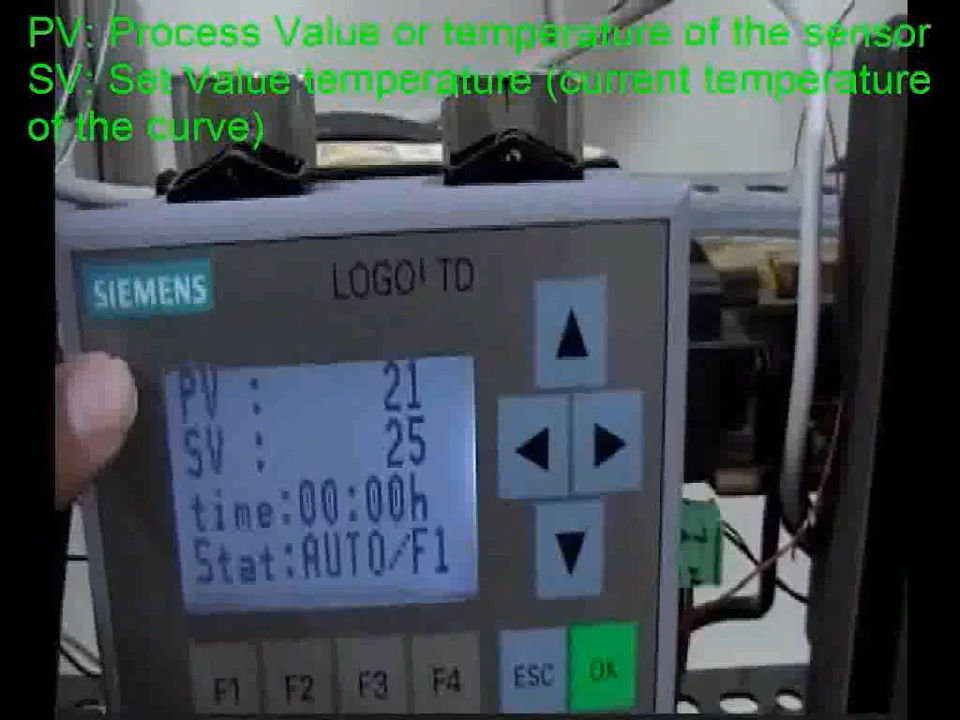 PV: Process Value or temperature of the sensor
SV: Set Value temperature (current temperature
of the curve)
SIEMENS
LOGO! TD
PV : 21
SV : 25
time:00:00h
Stat:AUTO/F1
F1 F2 F3 F4 ESC OK